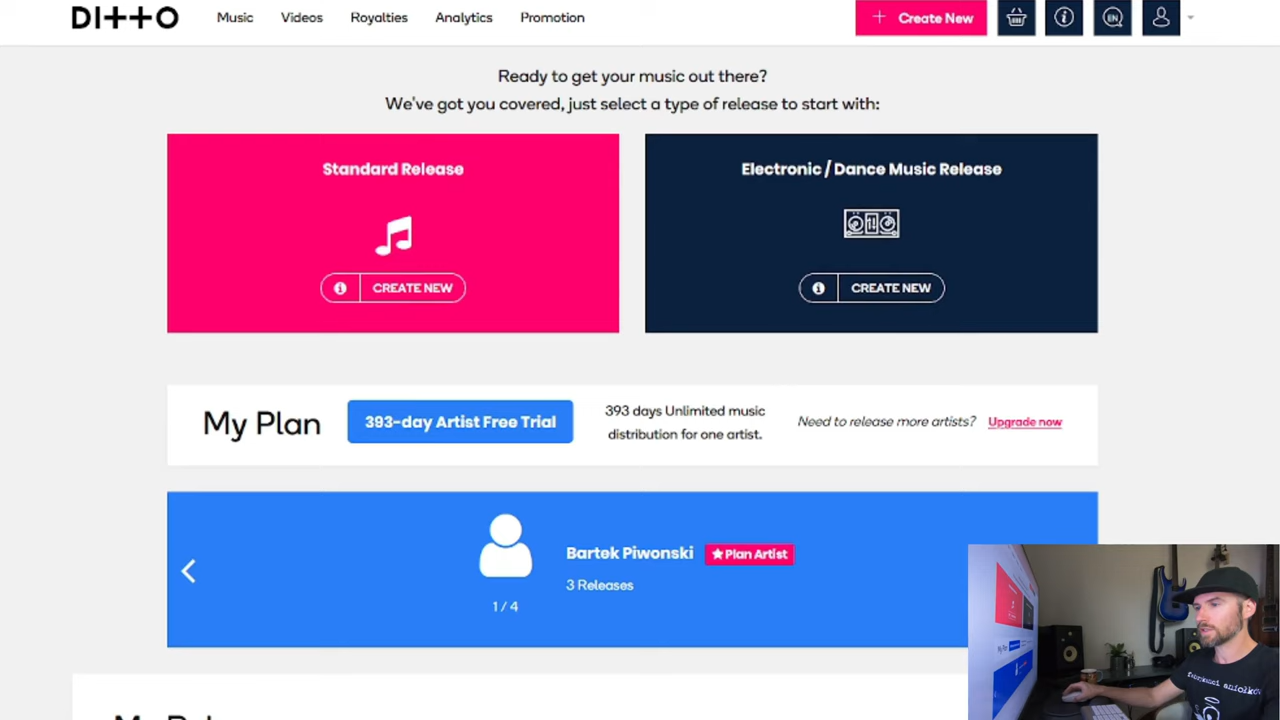 DITTO
Music
Videos
Royalties
Analytics
Promotion
+ Create New
EN
Ready to get your music out there?
We've got you covered, just select a type of release to start with:
Standard Release
CREATE NEW
Electronic / Dance Music Release
CREATE NEW
My Plan
393-day Artist Free Trial
393 days Unlimited music
distribution for one artist.
Need to release more artists?
Upgrade now
Bartek Piwonski
Plan Artist
3 Releases
1 / 4